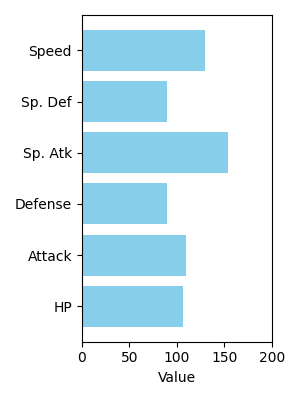 Speed
Sp. Def
Sp. Atk
Defense
Attack
HP
0 50 100 150 200
Value